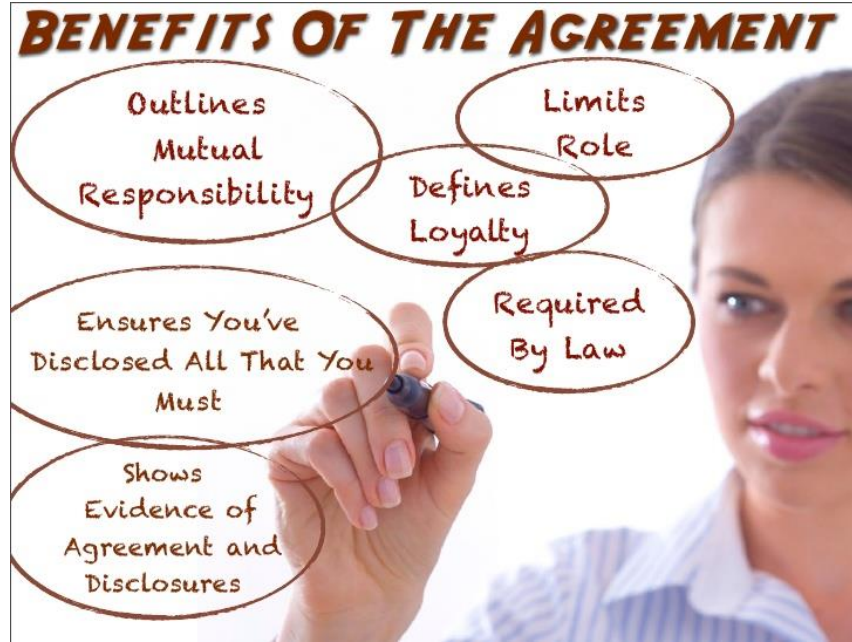 BENEFITS OF THE AGREEMENT
Outlines
Mutual
Responsibility
Limits
Role
Defines
Loyalty
Required
By Law
Ensures You've
Disclosed All That You
Must
Shows
Evidence of
Agreement and
Disclosures